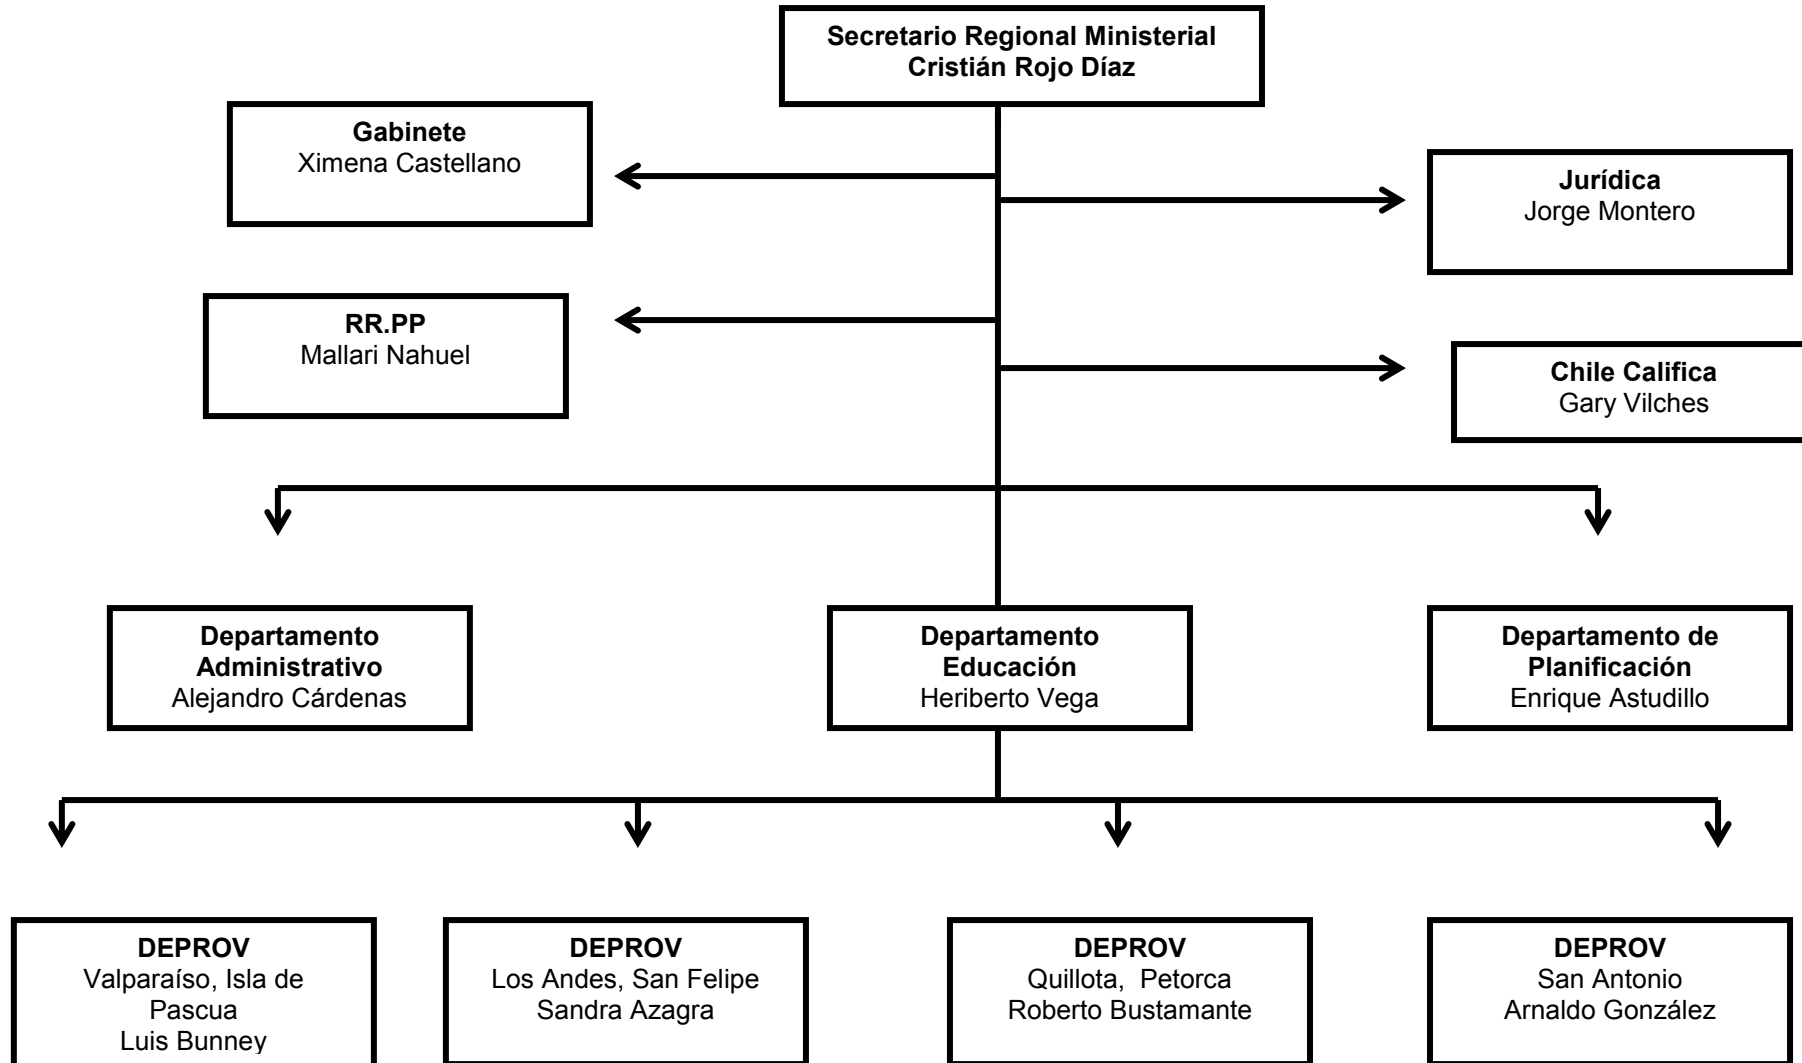 Secretario Regional Ministerial
Cristián Rojo Díaz
Gabinete
Ximena Castellano
Jurídica
Jorge Montero
RR.PP
Mallari Nahuel
Chile Califica
Gary Vilches
Departamento
Administrativo
Alejandro Cárdenas
Departamento
Educación
Heriberto Vega
Departamento de
Planificación
Enrique Astudillo
DEPROV
Valparaíso, Isla de
Pascua
Luis Bunney
DEPROV
Los Andes, San Felipe
Sandra Azagra
DEPROV
Quillota, Petorca
Roberto Bustamante
DEPROV
San Antonio
Arnaldo González